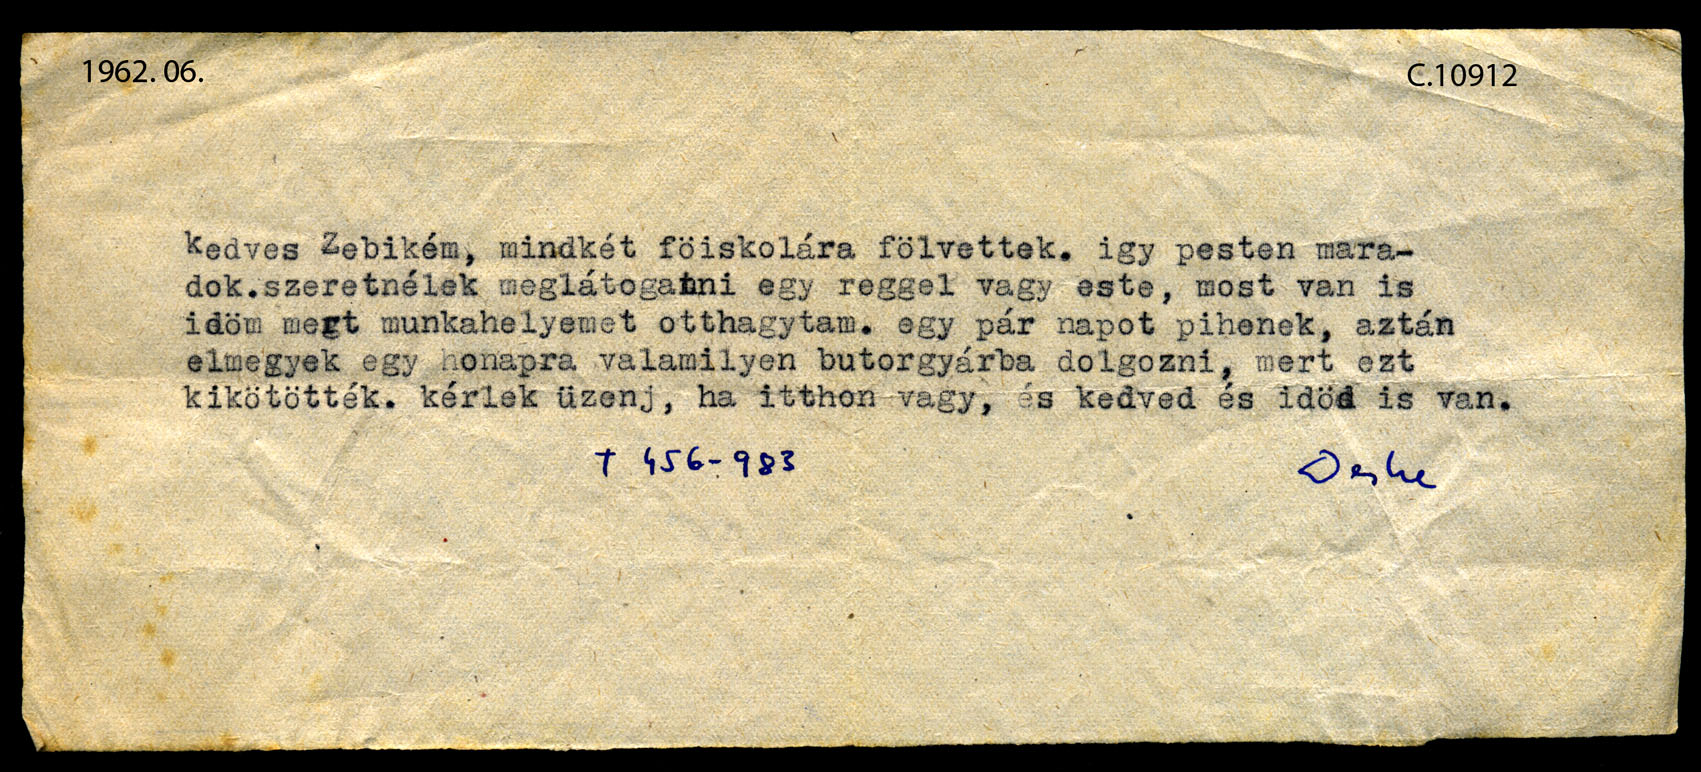 1962. 06.
C.10912
Kedves Zebikém, mindkét föiskolára fölvettek. igy pesten mara-
dok.szeretnélek meglátogatni egy reggel vagy este, most van is
idöm mert munkahelyemet otthagytam. egy pár napot pihenek, aztán
elmegyek egy honapra valamilyen butorgyárba dolgozni, mert ezt
kikötötték. kérlek üzenj, ha itthon vagy, és kedved és idöd is van.
T 456-983